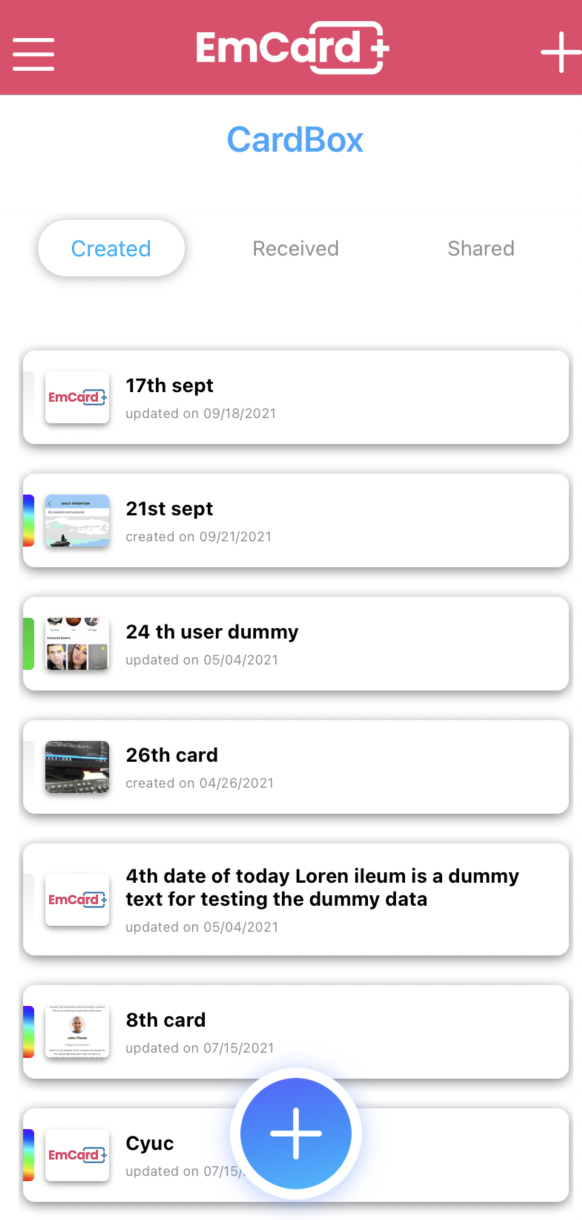 EmCard +
CardBox
Created Received Shared
EmCard+
17th sept
updated on 09/18/2021
DAILY INTENTION
21st sept
created on 09/21/2021
24 th user dummy
updated on 05/04/2021
26th card
created on 04/26/2021
EmCard+
4th date of today Loren ileum is a dummy
text for testing the dummy data
updated on 05/04/2021
8th card
updated on 07/15/2021
EmCard+
Cyuc
updated on 07/15/